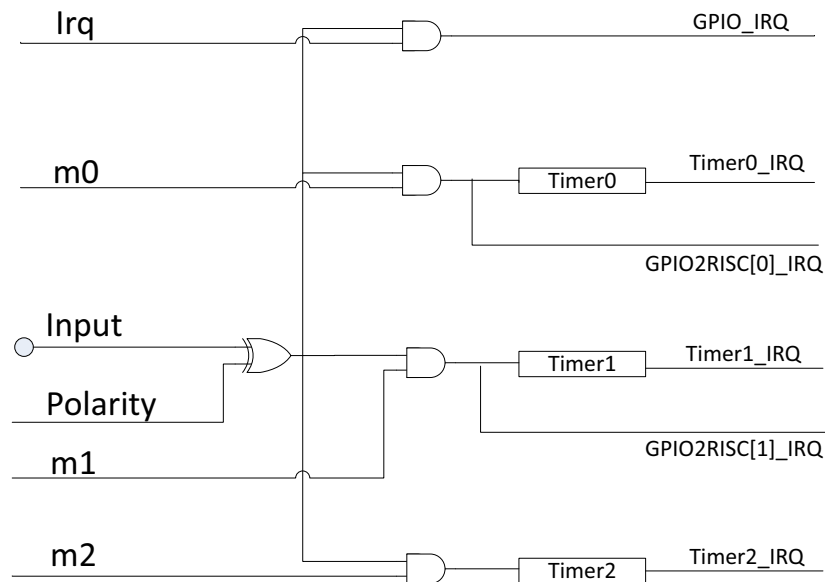 Irq
GPIO_IRQ
m0
Timer0
Timer0_IRQ
GPIO2RISC[0]_IRQ
Input
Timer1
Timer1_IRQ
Polarity
GPIO2RISC[1]_IRQ
m1
m2
Timer2
Timer2_IRQ